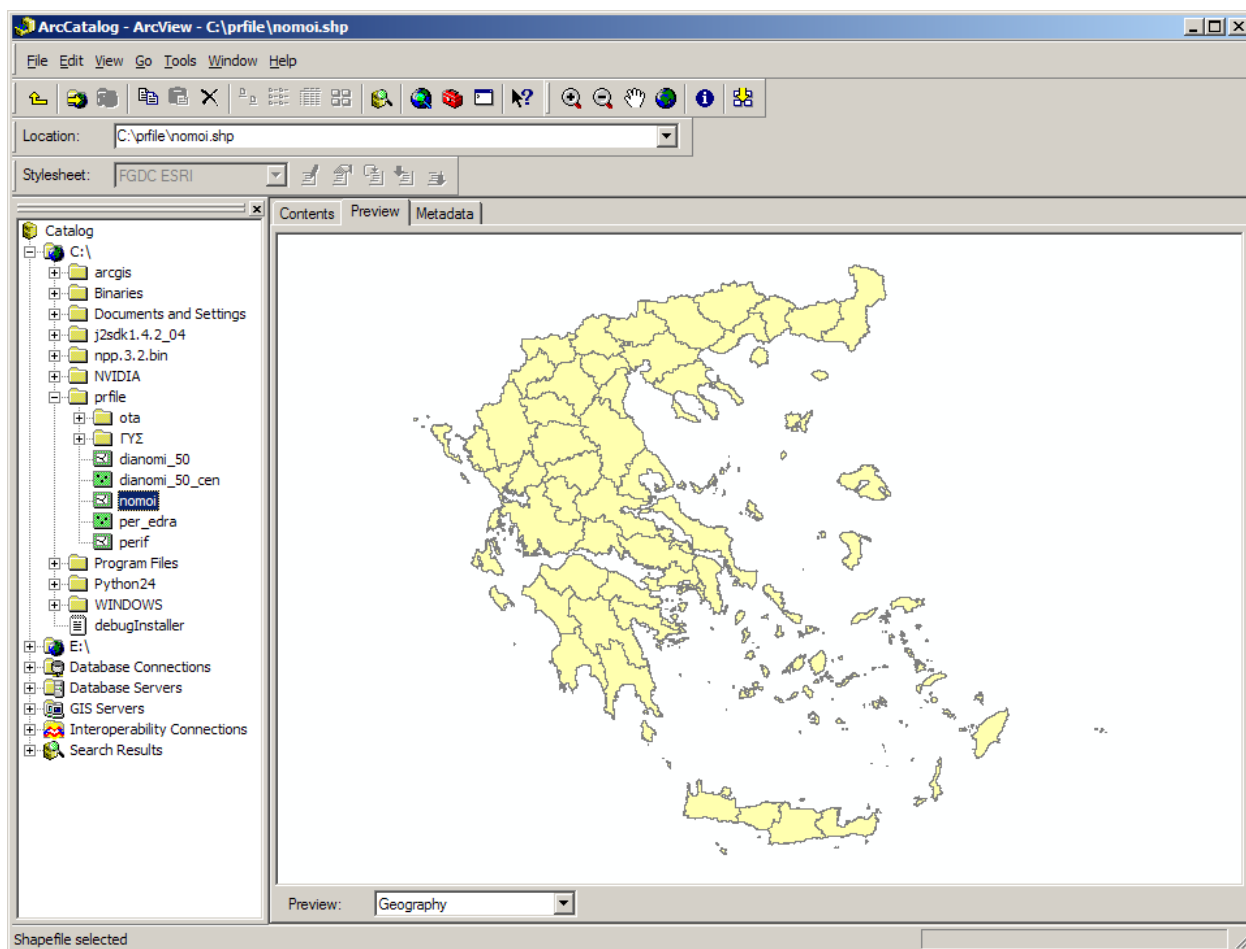 ArcCatalog - ArcView - C:\prfile\nomoi.shp
File Edit View Go Tools Window Help
Location: C:\prfile\nomoi.shp
Stylesheet: FGDC ESRI
Contents Preview Metadata
Catalog
C:\
arcgis
Binaries
Documents and Settings
j2sdk1.4.2_04
npp.3.2.bin
NVIDIA
prfile
ota
ΓΥΣ
dianomi_50
dianomi_50_cen
nomoi
per_edra
perif
Program Files
Python24
WINDOWS
debugInstaller
E:\
Database Connections
Database Servers
GIS Servers
Interoperability Connections
Search Results
Preview: Geography
Shapefile selected